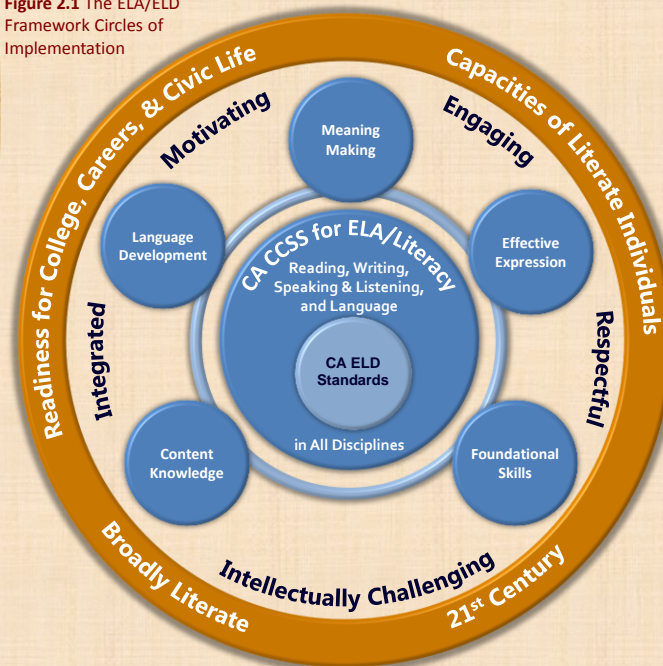 Figure 2.1 The ELA/ELD
Framework Circles of
Implementation
Readiness for College, Careers, & Civic Life
Capacities of Literate Individuals
Broadly Literate
21st Century
Motivating
Engaging
Integrated
Respectful
Intellectually Challenging
Meaning
Making
Language
Development
Effective
Expression
Content
Knowledge
Foundational
Skills
CA CCSS for ELA/Literacy
Reading, Writing,
Speaking & Listening,
and Language
CA ELD
Standards
in All Disciplines